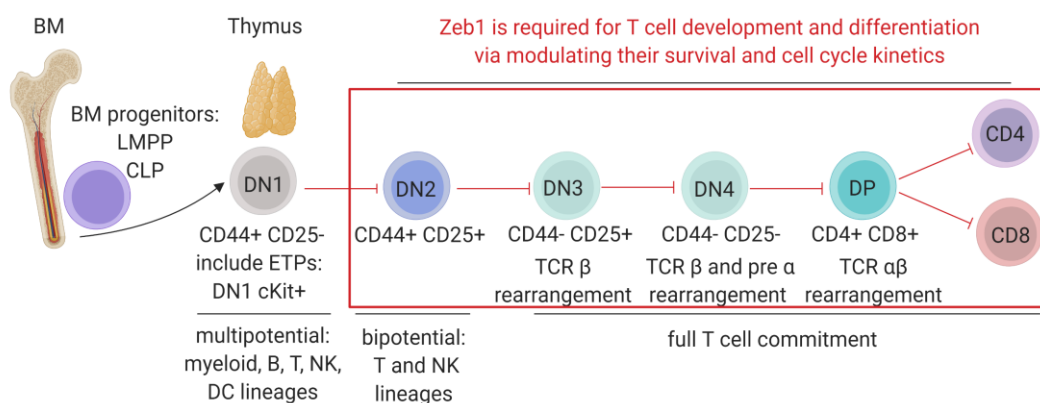 BM
Thymus
Zeb1 is required for T cell development and differentiation
via modulating their survival and cell cycle kinetics
BM progenitors:
LMPP
CLP
DN1
DN2
DN3
DN4
DP
CD4
CD8
CD44+ CD25-
include ETPs:
DN1 cKit+
CD44+ CD25+
CD44- CD25+
TCR β
rearrangement
CD44- CD25-
TCR β and pre α
rearrangement
CD4+ CD8+
TCR αβ
rearrangement
multipotential:
myeloid, B, T, NK,
DC lineages
bipotential:
T and NK
lineages
full T cell commitment